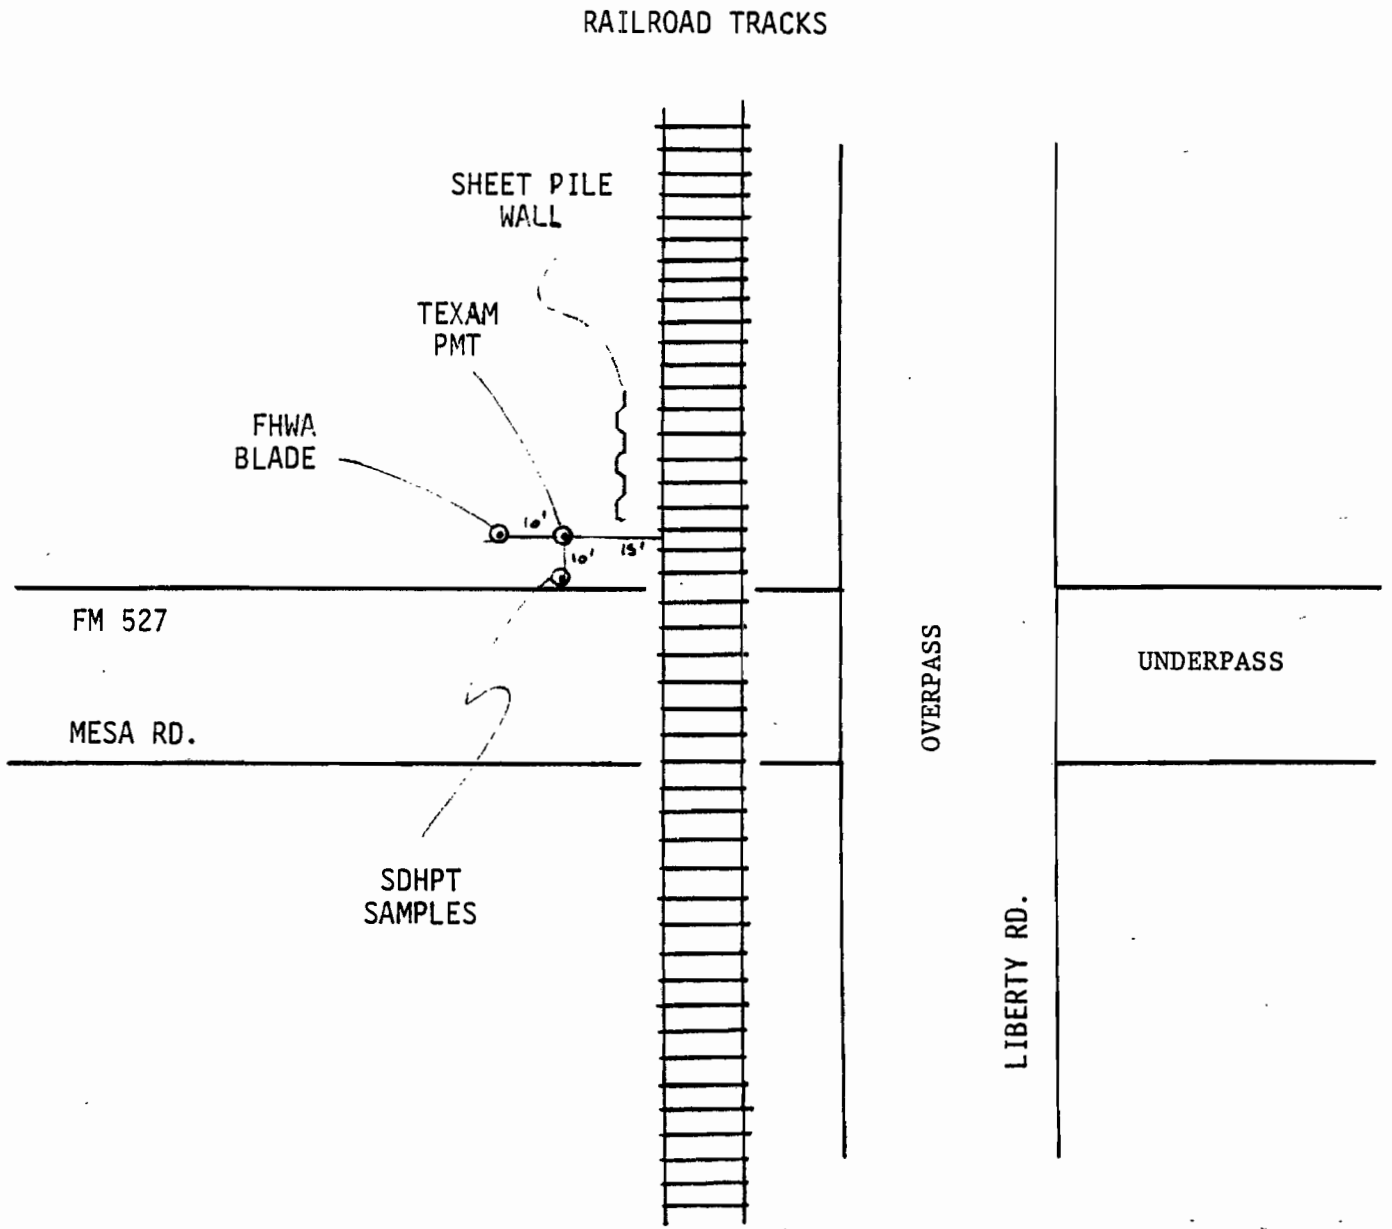 RAILROAD TRACKS
SHEET PILE
WALL
TEXAM
PMT
FHWA
BLADE
10'
15'
10'
FM 527
OVERPASS
UNDERPASS
MESA RD.
SDHPT
SAMPLES
LIBERTY RD.